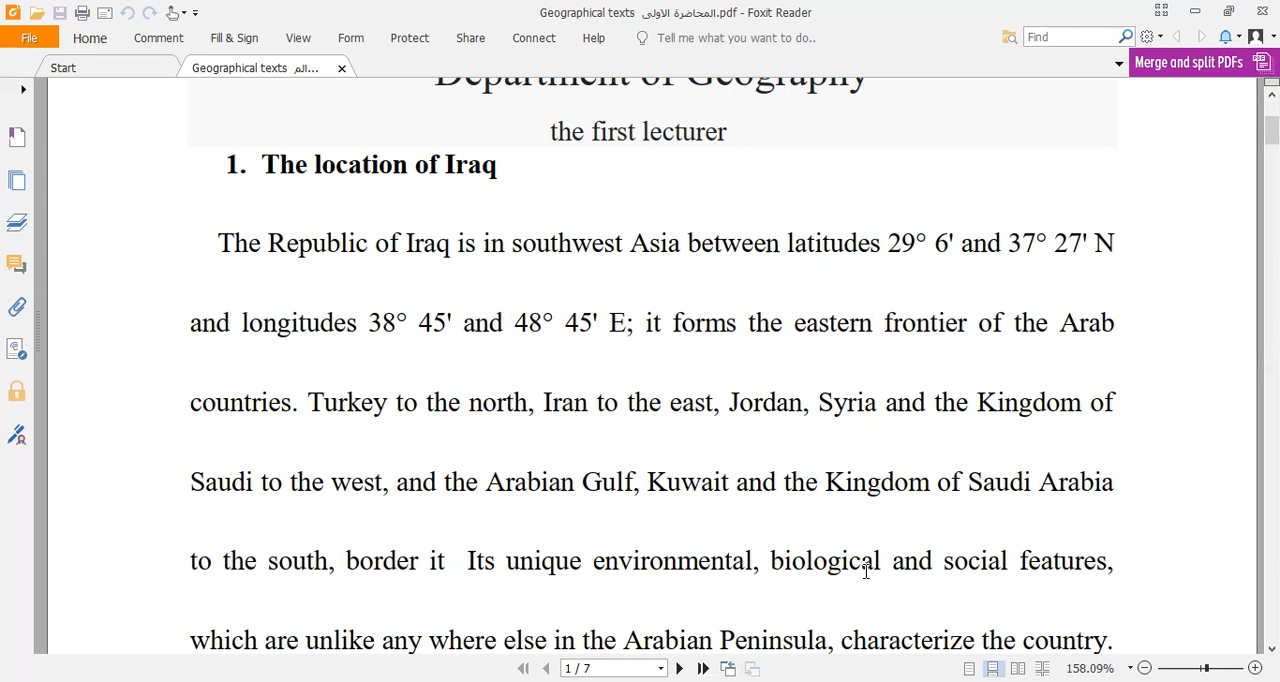 Geographical texts المحاضرة الاولى.pdf - Foxit Reader
File Home Comment Fill & Sign View Form Protect Share Connect Help Tell me what you want to do.. Find
Start Geographical texts الم... Merge and split PDFs
Department of Geography
the first lecturer
1. The location of Iraq
The Republic of Iraq is in southwest Asia between latitudes 29° 6' and 37° 27' N
and longitudes 38° 45' and 48° 45' E; it forms the eastern frontier of the Arab
countries. Turkey to the north, Iran to the east, Jordan, Syria and the Kingdom of
Saudi to the west, and the Arabian Gulf, Kuwait and the Kingdom of Saudi Arabia
to the south, border it Its unique environmental, biological and social features,
which are unlike any where else in the Arabian Peninsula, characterize the country.
1 / 7 158.09%